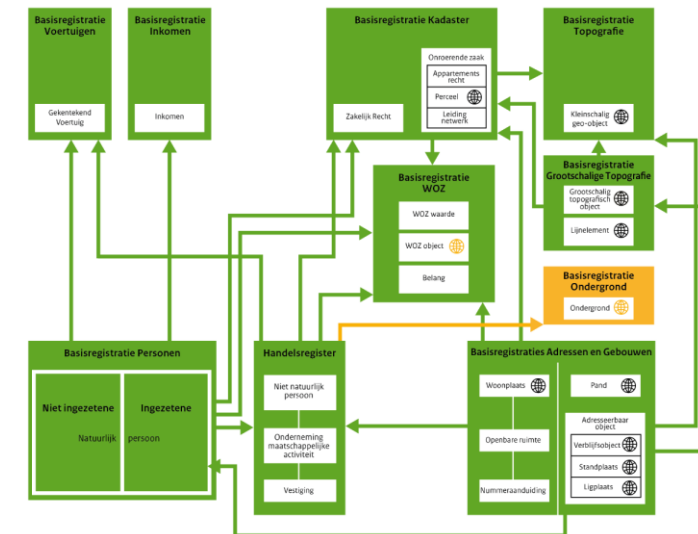 Basisregistratie
Voertuigen
Gekentekend
Voertuig
Basisregistratie
Inkomen
Inkomen
Basisregistratie Kadaster
Onroerende zaak
Appartements
recht
Perceel
Leiding
netwerk
Zakelijk Recht
Basisregistratie
Topografie
Kleinschalig
geo-object
Basisregistratie
WOZ
WOZ waarde
WOZ object
Belang
Basisregistratie
Grootschalige Topografie
Grootschalig
topografisch
object
Lijnelement
Basisregistratie
Ondergrond
Ondergrond
Basisregistratie Personen
Niet ingezetene
Ingezetene
Natuurlijk persoon
Handelsregister
Niet natuurlijk
persoon
Onderneming
maatschappelijke
activiteit
Vestiging
Basisregistraties Adressen en Gebouwen
Woonplaats
Openbare ruimte
Nummeraanduiding
Pand
Adresseerbaar
object
Verblijfsobject
Standplaats
Ligplaats